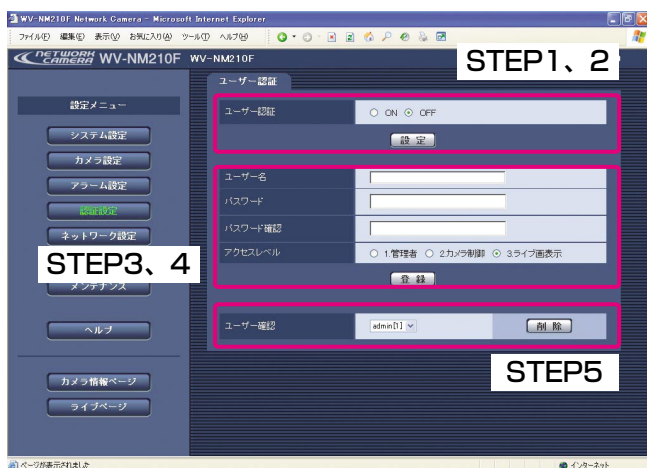 WV-NM210F Network Camera - Microsoft Internet Explorer
ファイル(F) 編集(E) 表示(V) お気に入り(A) ツール(T) ヘルプ(H)
NETWORK CAMERA WV-NM210F WV-NM210F
STEP1、2
ユーザー認証
設定メニュー
ユーザー認証 ON OFF
設 定
システム設定
カメラ設定
アラーム設定
認証設定
ネットワーク設定
ユーザー名
パスワード
パスワード確認
アクセスレベル 1.管理者 2.カメラ制御 3.ライブ画表示
登 録
STEP3、4
メンテナンス
ヘルプ
ユーザー確認 admin[1] 削 除
STEP5
カメラ情報ページ
ライブページ
ページが表示されました インターネット